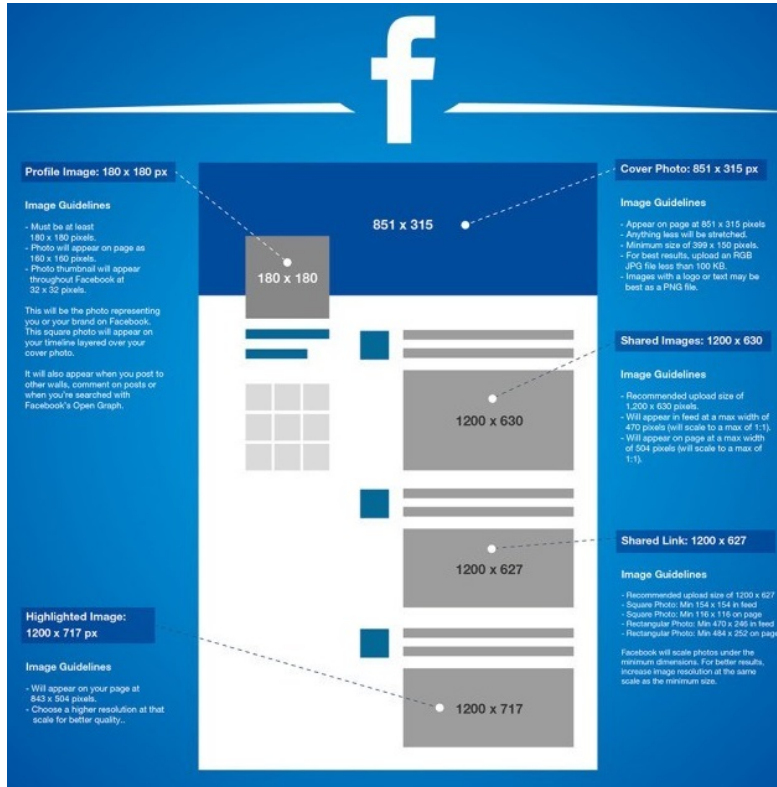 f
Profile Image: 180 x 180 px
Image Guidelines
- Must be at least
180 x 180 pixels.
- Photo will appear on page as
160 x 160 pixels.
- Photo thumbnail will appear
throughout Facebook at
32 x 32 pixels.
This will be the photo representing
you or your brand on Facebook.
This square photo will appear on
your timeline layered over your
cover photo.
It will also appear when you post to
other walls, comment on posts or
when you're searched with
Facebook's Open Graph.
851 x 315
180 x 180
Cover Photo: 851 x 315 px
Image Guidelines
- Appear on page at 851 x 315 pixels
- Anything less will be stretched.
- Minimum size of 399 x 150 pixels.
- For best results, upload an RGB
JPG file less than 100 KB.
- Images with a logo or text may be
best as a PNG file.
1200 x 630
Shared Images: 1200 x 630
Image Guidelines
- Recommended upload size of
1,200 x 630 pixels.
- Will appear in feed at a max width of
470 pixels (will scale to a max of 1:1).
- Will appear on page at a max width
of 504 pixels (will scale to a max of
1:1).
1200 x 627
Shared Link: 1200 x 627
Image Guidelines
- Recommended upload size of 1200 x 627
- Square Photo: Min 154 x 154 in feed
- Square Photo: Min 116 x 116 on page
- Rectangular Photo: Min 470 x 246 in feed
- Rectangular Photo: Min 484 x 252 on page
Facebook will scale photos under the
minimum dimensions. For better results,
increase image resolution at the same
scale as the minimum size.
Highlighted Image:
1200 x 717 px
Image Guidelines
- Will appear on your page at
843 x 504 pixels.
- Choose a higher resolution at that
scale for better quality..
1200 x 717